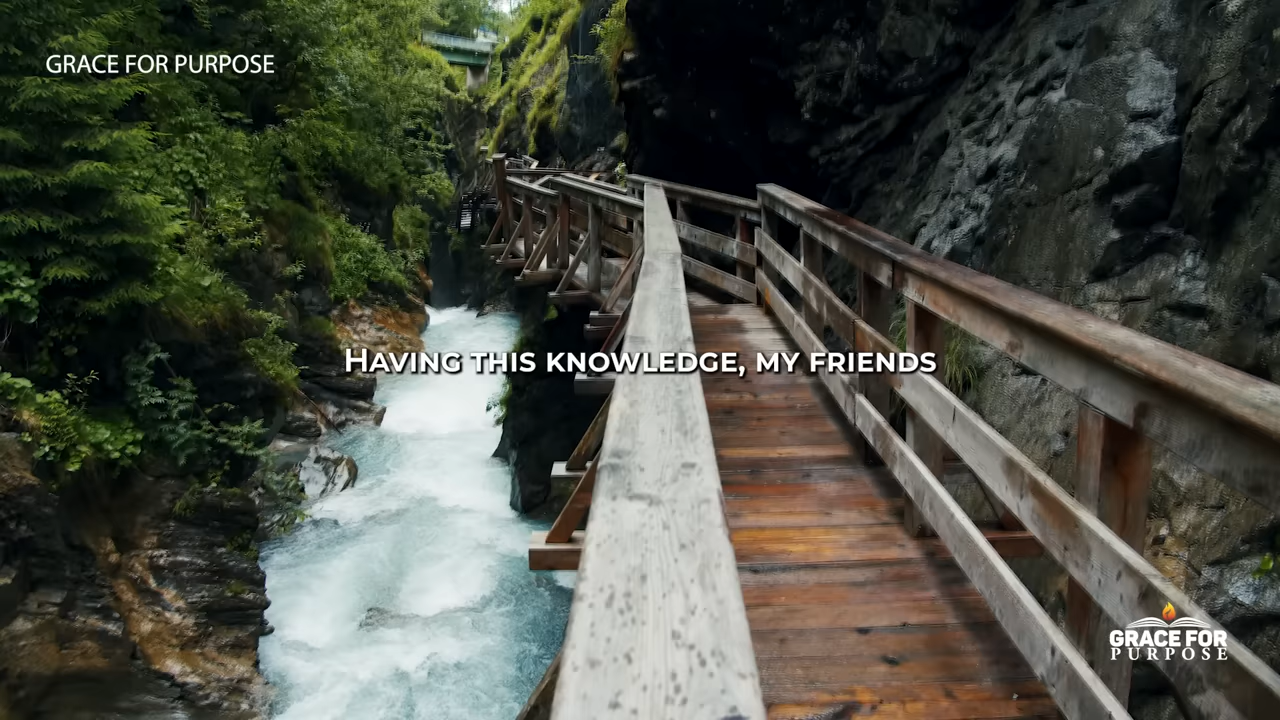 GRACE FOR PURPOSE
HAVING THIS KNOWLEDGE, MY FRIENDS
GRACE FOR
PURPOSE